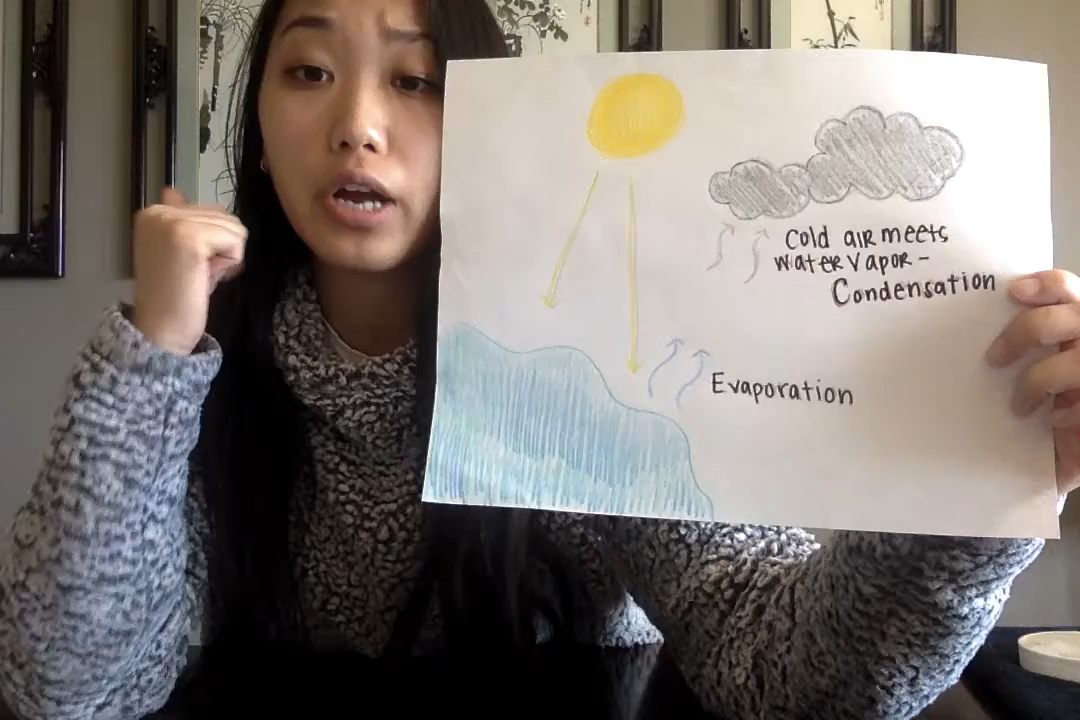 Cold air meets
water vapor -
Condensation
Evaporation